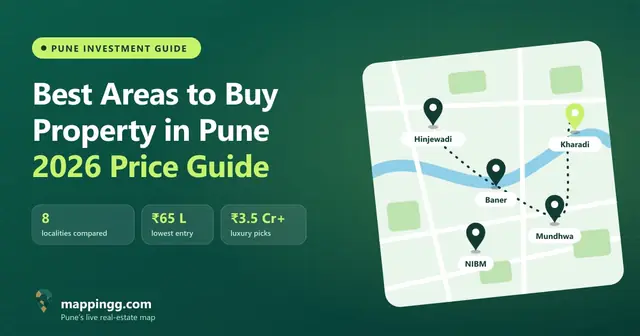 PUNE INVESTMENT GUIDE
Best Areas to Buy
Property in Pune
2026 Price Guide
8
localities compared
₹65 L
lowest entry
₹3.5 Cr+
luxury picks
mappingg.com
Pune's live real-estate map
Hinjewadi
Kharadi
Baner
Mundhwa
NIBM